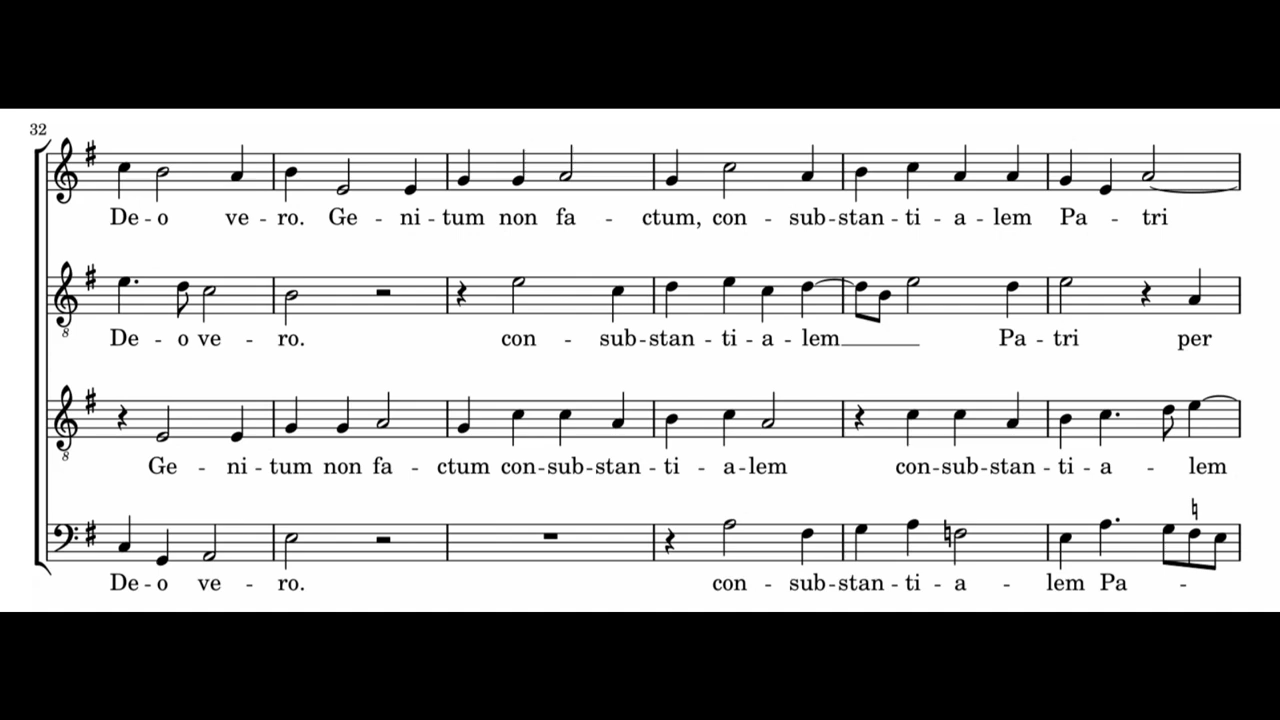 32
De - o ve - ro. Ge - ni - tum non fa - ctum, con - sub - stan - ti - a - lem Pa - tri
8
De - o ve - ro. con - sub - stan - ti - a - lem Pa - tri per
8
Ge - ni - tum non fa - ctum con - sub - stan - ti - a - lem con - sub - stan - ti - a - lem
De - o ve - ro. con - sub - stan - ti - a - lem Pa -